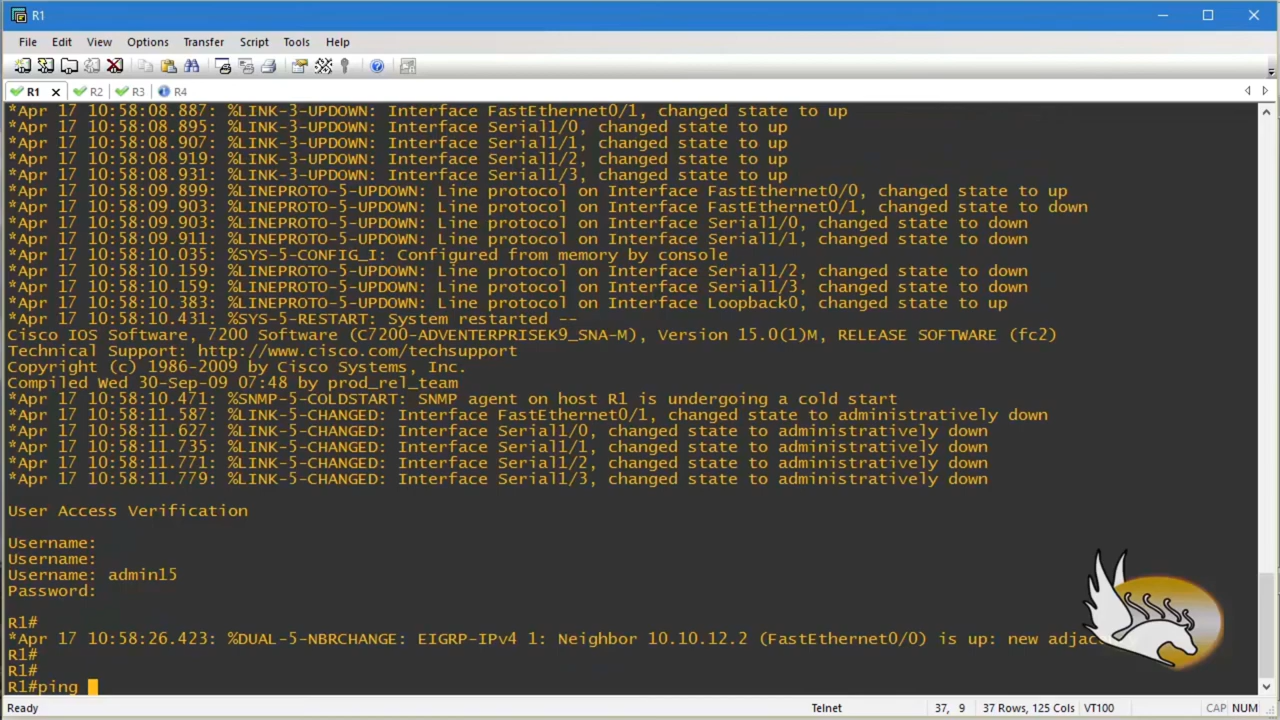 R1
File Edit View Options Transfer Script Tools Help
R1 R2 R3 R4
*Apr 17 10:58:08.887: %LINK-3-UPDOWN: Interface FastEthernet0/1, changed state to up
*Apr 17 10:58:08.895: %LINK-3-UPDOWN: Interface Serial1/0, changed state to up
*Apr 17 10:58:08.907: %LINK-3-UPDOWN: Interface Serial1/1, changed state to up
*Apr 17 10:58:08.919: %LINK-3-UPDOWN: Interface Serial1/2, changed state to up
*Apr 17 10:58:08.931: %LINK-3-UPDOWN: Interface Serial1/3, changed state to up
*Apr 17 10:58:09.899: %LINEPROTO-5-UPDOWN: Line protocol on Interface FastEthernet0/0, changed state to up
*Apr 17 10:58:09.903: %LINEPROTO-5-UPDOWN: Line protocol on Interface FastEthernet0/1, changed state to down
*Apr 17 10:58:09.903: %LINEPROTO-5-UPDOWN: Line protocol on Interface Serial1/0, changed state to down
*Apr 17 10:58:09.911: %LINEPROTO-5-UPDOWN: Line protocol on Interface Serial1/1, changed state to down
*Apr 17 10:58:10.035: %SYS-5-CONFIG_I: Configured from memory by console
*Apr 17 10:58:10.159: %LINEPROTO-5-UPDOWN: Line protocol on Interface Serial1/2, changed state to down
*Apr 17 10:58:10.159: %LINEPROTO-5-UPDOWN: Line protocol on Interface Serial1/3, changed state to down
*Apr 17 10:58:10.383: %LINEPROTO-5-UPDOWN: Line protocol on Interface Loopback0, changed state to up
*Apr 17 10:58:10.431: %SYS-5-RESTART: System restarted --
Cisco IOS Software, 7200 Software (C7200-ADVENTERPRISEK9_SNA-M), Version 15.0(1)M, RELEASE SOFTWARE (fc2)
Technical Support: http://www.cisco.com/techsupport
Copyright (c) 1986-2009 by Cisco Systems, Inc.
Compiled Wed 30-Sep-09 07:48 by prod_rel_team
*Apr 17 10:58:10.471: %SNMP-5-COLDSTART: SNMP agent on host R1 is undergoing a cold start
*Apr 17 10:58:11.587: %LINK-5-CHANGED: Interface FastEthernet0/1, changed state to administratively down
*Apr 17 10:58:11.627: %LINK-5-CHANGED: Interface Serial1/0, changed state to administratively down
*Apr 17 10:58:11.735: %LINK-5-CHANGED: Interface Serial1/1, changed state to administratively down
*Apr 17 10:58:11.771: %LINK-5-CHANGED: Interface Serial1/2, changed state to administratively down
*Apr 17 10:58:11.779: %LINK-5-CHANGED: Interface Serial1/3, changed state to administratively down
User Access Verification
Username:
Username:
Username: admin15
Password:
R1#
*Apr 17 10:58:26.423: %DUAL-5-NBRCHANGE: EIGRP-IPv4 1: Neighbor 10.10.12.2 (FastEthernet0/0) is up: new
R1#
R1#
R1#ping
Ready Telnet 37, 9 37 Rows, 125 Cols VT100 CAP NUM